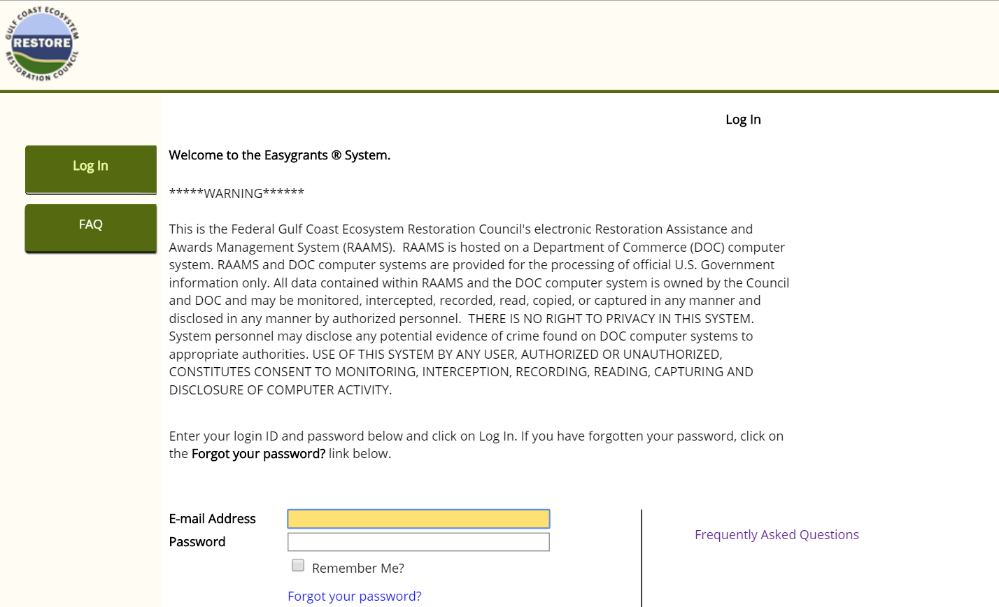 GULF COAST ECOSYSTEM
RESTORE
RESTORATION COUNCIL
Log In
Log In
FAQ
Welcome to the Easygrants ® System.
*****WARNING******
This is the Federal Gulf Coast Ecosystem Restoration Council's electronic Restoration Assistance and
Awards Management System (RAAMS).  RAAMS is hosted on a Department of Commerce (DOC) computer
system. RAAMS and DOC computer systems are provided for the processing of official U.S. Government
information only. All data contained within RAAMS and the DOC computer system is owned by the Council
and DOC and may be monitored, intercepted, recorded, read, copied, or captured in any manner and
disclosed in any manner by authorized personnel.  THERE IS NO RIGHT TO PRIVACY IN THIS SYSTEM.
System personnel may disclose any potential evidence of crime found on DOC computer systems to
appropriate authorities. USE OF THIS SYSTEM BY ANY USER, AUTHORIZED OR UNAUTHORIZED,
CONSTITUTES CONSENT TO MONITORING, INTERCEPTION, RECORDING, READING, CAPTURING AND
DISCLOSURE OF COMPUTER ACTIVITY.
Enter your login ID and password below and click on Log In. If you have forgotten your password, click on
the Forgot your password? link below.
E-mail Address
Password
Remember Me?
Forgot your password?
Frequently Asked Questions